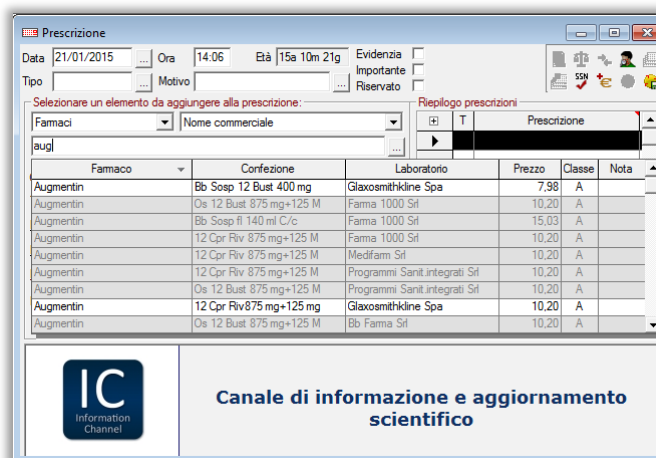 Prescrizione
Data 21/01/2015 ... Ora 14:06 Età 15a 10m 21g Evidenzia
Importante
Tipo ... Motivo ... Riservato
SSN
Selezionare un elemento da aggiungere alla prescrizione:
Riepilogo prescrizioni
Farmaci Nome commerciale
T Prescrizione
aug ...
Farmaco Confezione Laboratorio Prezzo Classe Nota
Augmentin Bb Sosp 12 Bust 400 mg Glaxosmithkline Spa 7,98 A
Augmentin Os 12 Bust 875 mg+125 M Farma 1000 Srl 10,20 A
Augmentin Bb Sosp fl 140 ml C/c Farma 1000 Srl 15,03 A
Augmentin 12 Cpr Riv 875 mg+125 M Farma 1000 Srl 10,20 A
Augmentin 12 Cpr Riv 875 mg+125 M Medifarm Srl 10,20 A
Augmentin 12 Cpr Riv 875 mg+125 M Programmi Sanit.integrati Srl 10,20 A
Augmentin Os 12 Bust 875 mg+125 M Programmi Sanit.integrati Srl 10,20 A
Augmentin 12 Cpr Riv875 mg+125 mg Glaxosmithkline Spa 10,20 A
Augmentin Os 12 Bust 875 mg+125 M Bb Farma Srl 10,20 A
IC
Information
Channel
Canale di informazione e aggiornamento
scientifico